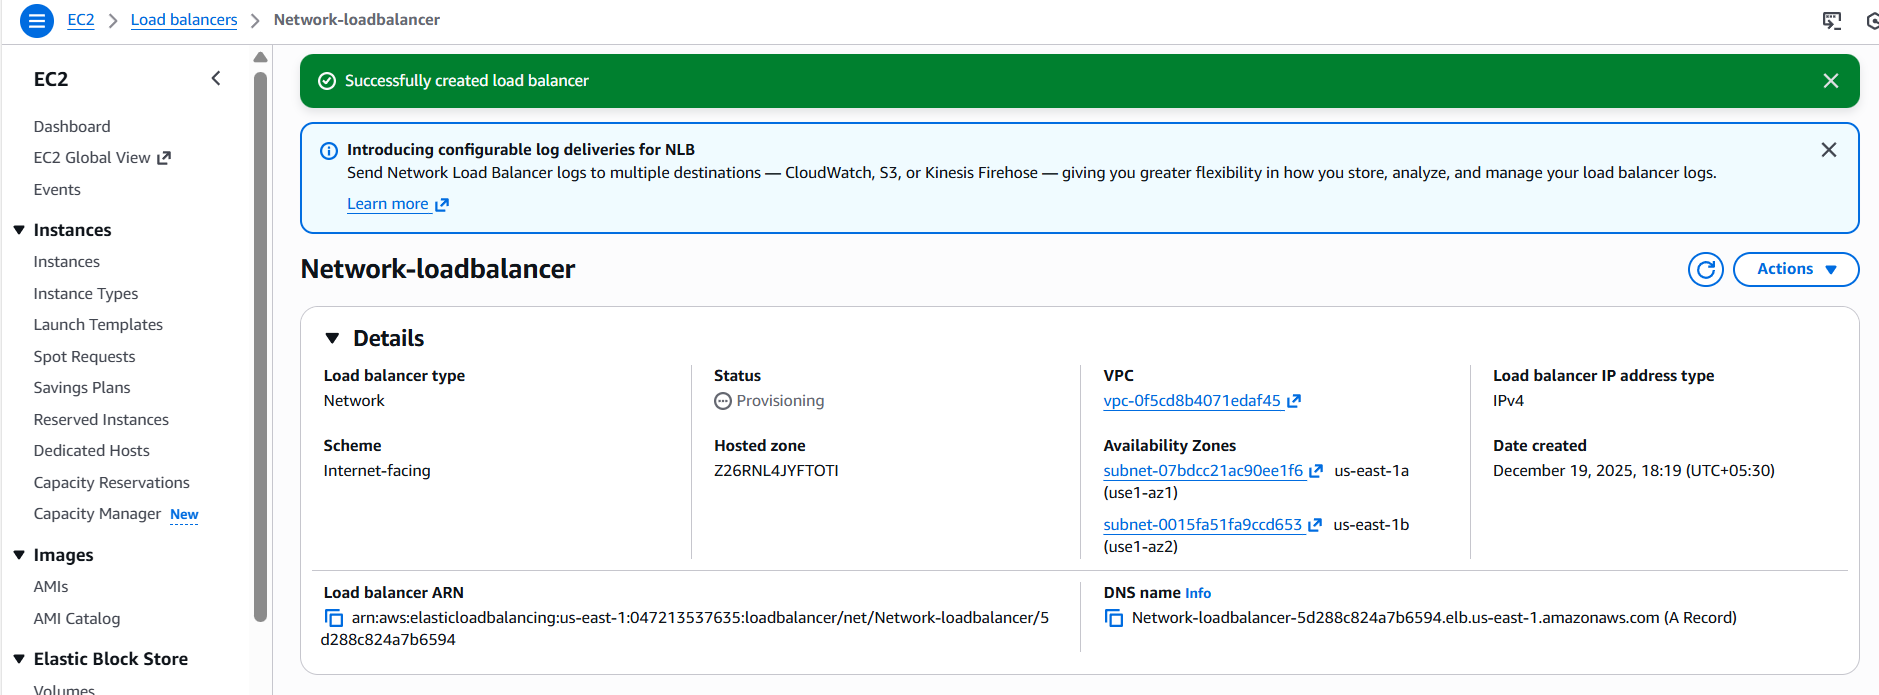 EC2 > Load balancers > Network-loadbalancer
EC2
Dashboard
EC2 Global View
Events
Instances
Instances
Instance Types
Launch Templates
Spot Requests
Savings Plans
Reserved Instances
Dedicated Hosts
Capacity Reservations
Capacity Manager New
Images
AMIs
AMI Catalog
Elastic Block Store
Volumes
Successfully created load balancer
Introducing configurable log deliveries for NLB
Send Network Load Balancer logs to multiple destinations — CloudWatch, S3, or Kinesis Firehose — giving you greater flexibility in how you store, analyze, and manage your load balancer logs.
Learn more
Network-loadbalancer
Actions
Details
Load balancer type
Network
Scheme
Internet-facing
Status
Provisioning
Hosted zone
Z26RNL4JYFTOTI
VPC
vpc-0f5cd8b4071edaf45
Availability Zones
subnet-07bdcc21ac90ee1f6 us-east-1a
(use1-az1)
subnet-0015fa51fa9ccd653 us-east-1b
(use1-az2)
Load balancer IP address type
IPv4
Date created
December 19, 2025, 18:19 (UTC+05:30)
Load balancer ARN
arn:aws:elasticloadbalancing:us-east-1:047213537635:loadbalancer/net/Network-loadbalancer/5
d288c824a7b6594
DNS name Info
Network-loadbalancer-5d288c824a7b6594.elb.us-east-1.amazonaws.com (A Record)